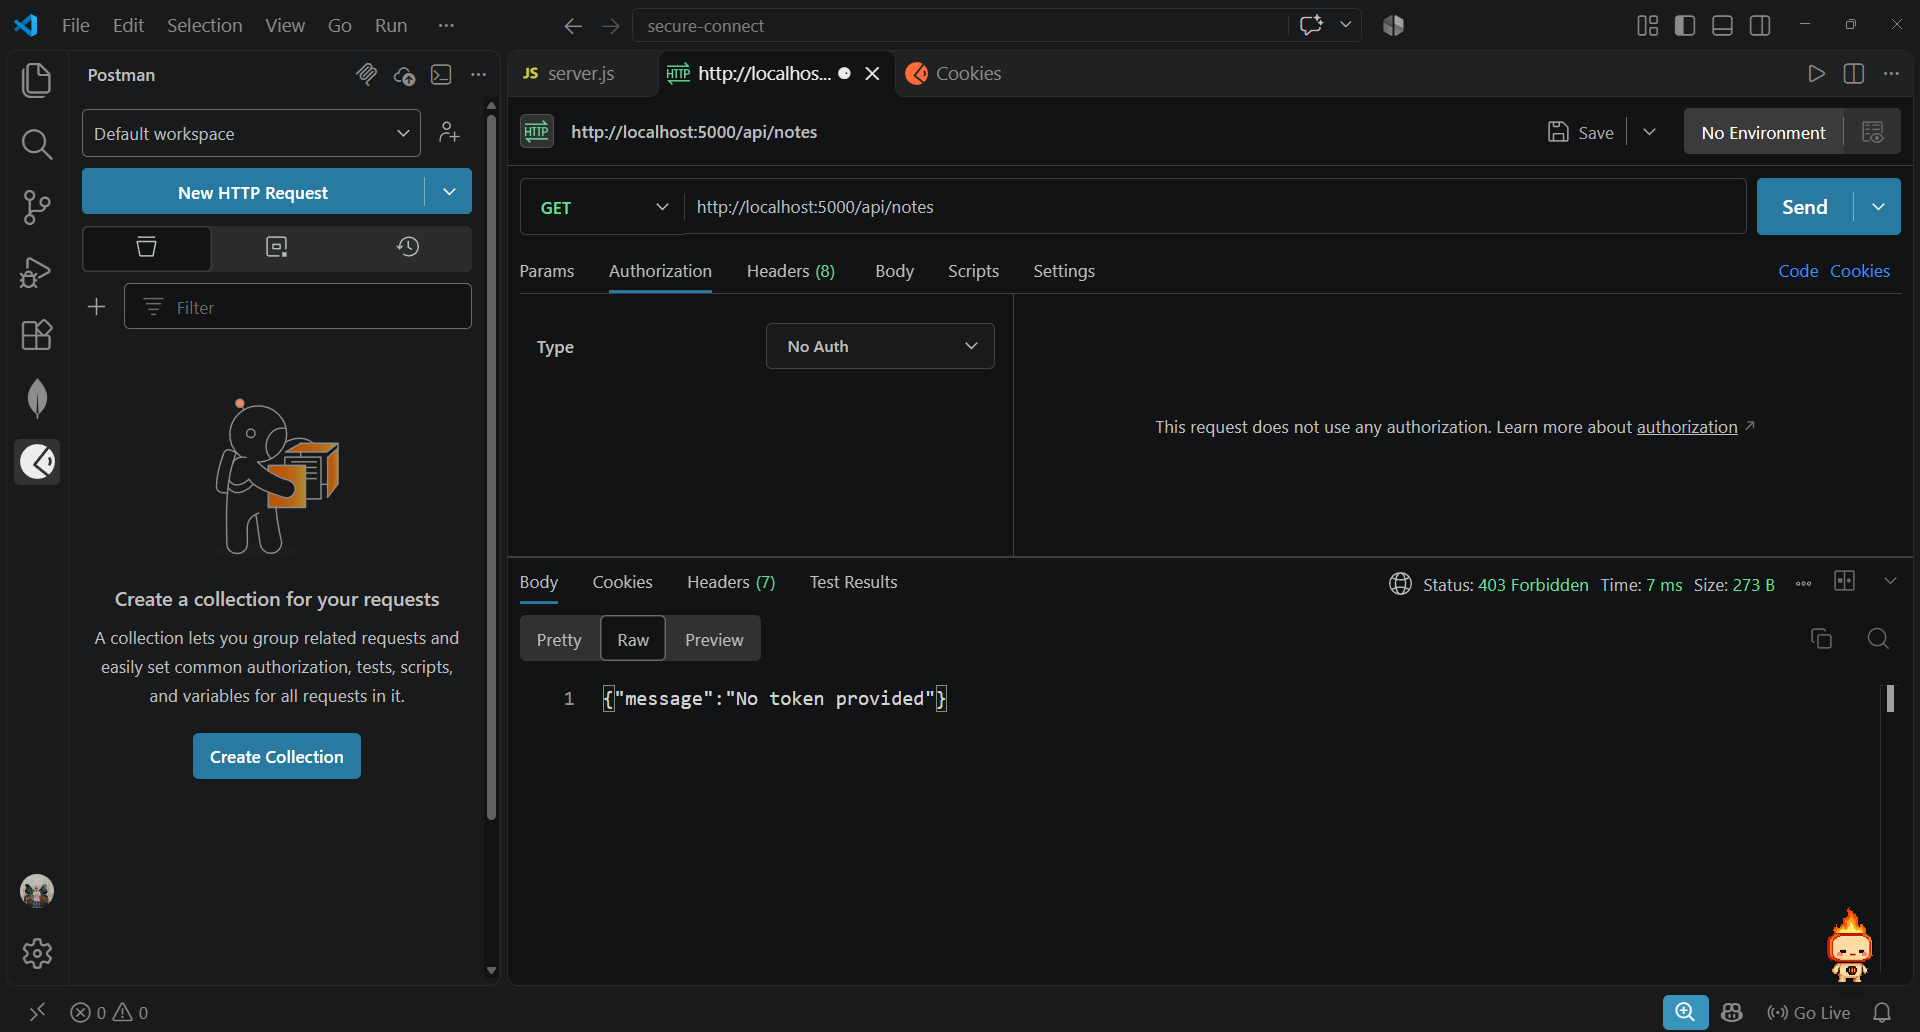 File Edit Selection View Go Run ···
secure-connect
Postman
Default workspace
New HTTP Request
Filter
Create a collection for your requests
A collection lets you group related requests and
easily set common authorization, tests, scripts,
and variables for all requests in it.
Create Collection
JS server.js
HTTP http://localhos...
Cookies
HTTP http://localhost:5000/api/notes
Save
No Environment
GET http://localhost:5000/api/notes
Send
Params Authorization Headers (8) Body Scripts Settings
Code Cookies
Type No Auth
This request does not use any authorization. Learn more about authorization
Body Cookies Headers (7) Test Results
Status: 403 Forbidden Time: 7 ms Size: 273 B
Pretty Raw Preview
1 {"message":"No token provided"}
0 0
Go Live